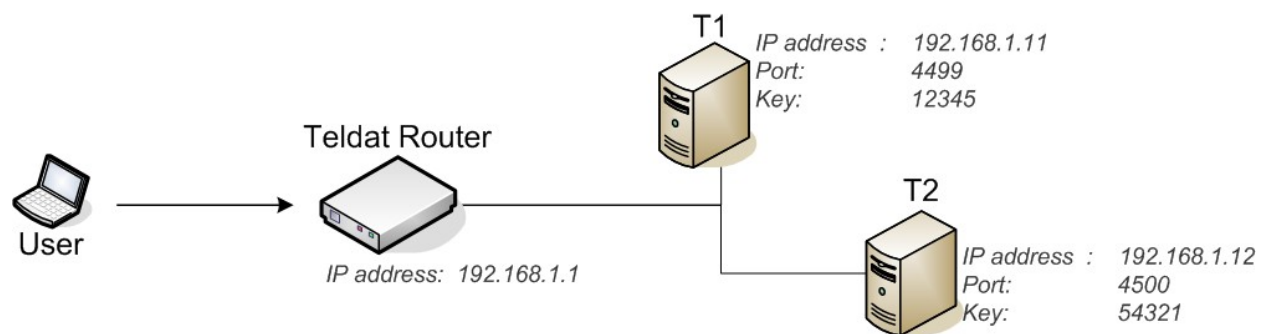 T1
IP address : 192.168.1.11
Port: 4499
Key: 12345
Teldat Router
IP address: 192.168.1.1
User
T2
IP address : 192.168.1.12
Port: 4500
Key: 54321